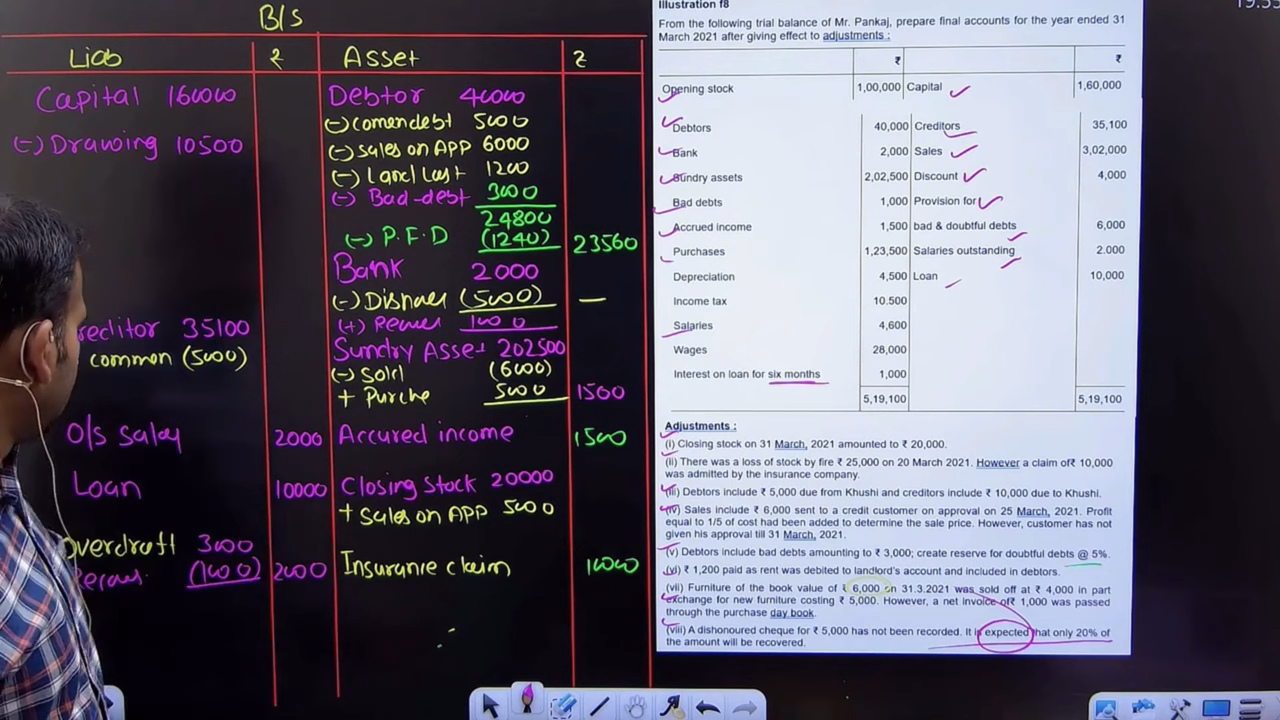 B/s
Liab ₹ Asset ₹
Capital 160000
(-) Drawing 10500
Creditor 35100
common (5000)
O/s Salay 2000
Loan 10000
Overdraft 3000
(1000) 2000
Debtor 40000
(-) comendebt 5000
(-) Sales on APP 6000
(-) Land Last 1200
(-) Bad-debt 3000
24800
(-) P.F.D (1240) 23560
Bank 2000
(-) Dishaner (5000) —
(+) Recover 1000
Sundry Asset 202500
(-) Sold (6000)
+ Purche 5000 1500
Accured income 1500
Closing Stock 20000
+ Sales on APP 5000
Insuranie claim 10000
Illustration f8
From the following trial balance of Mr. Pankaj, prepare final accounts for the year ended 31
March 2021 after giving effect to adjustments :
₹ ₹
Opening stock 1,00,000 Capital 1,60,000
Debtors 40,000 Creditors 35,100
Bank 2,000 Sales 3,02,000
Sundry assets 2,02,500 Discount 4,000
Bad debts 1,000 Provision for
Accrued income 1,500 bad & doubtful debts 6,000
Purchases 1,23,500 Salaries outstanding 2.000
Depreciation 4,500 Loan 10,000
Income tax 10.500
Salaries 4,600
Wages 28,000
Interest on loan for six months 1,000
5,19,100 5,19,100
Adjustments :
(i) Closing stock on 31 March, 2021 amounted to ₹ 20,000.
(ii) There was a loss of stock by fire ₹ 25,000 on 20 March 2021. However a claim of₹ 10,000
was admitted by the insurance company.
(iii) Debtors include ₹ 5,000 due from Khushi and creditors include ₹ 10,000 due to Khushi.
(iv) Sales include ₹ 6,000 sent to a credit customer on approval on 25 March, 2021. Profit
equal to 1/5 of cost had been added to determine the sale price. However, customer has not
given his approval till 31 March, 2021.
(v) Debtors include bad debts amounting to ₹ 3,000; create reserve for doubtful debts @ 5%.
(vi) ₹ 1,200 paid as rent was debited to landlord's account and included in debtors.
(vii) Furniture of the book value of ₹ 6,000 on 31.3.2021 was sold off at ₹ 4,000 in part
exchange for new furniture costing ₹ 5,000. However, a net invoice of₹ 1,000 was passed
through the purchase day book.
(viii) A dishonoured cheque for ₹ 5,000 has not been recorded. It is expected that only 20% of
the amount will be recovered.